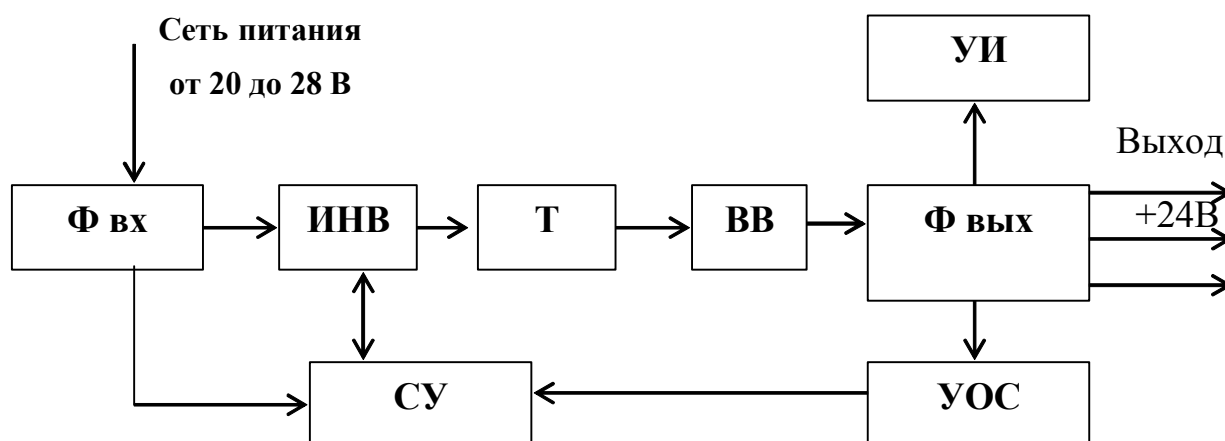 Сеть питания
от 20 до 28 В
УИ
Выход
Ф вх
ИНВ
Т
ВВ
Ф вых
+24В
СУ
УОС